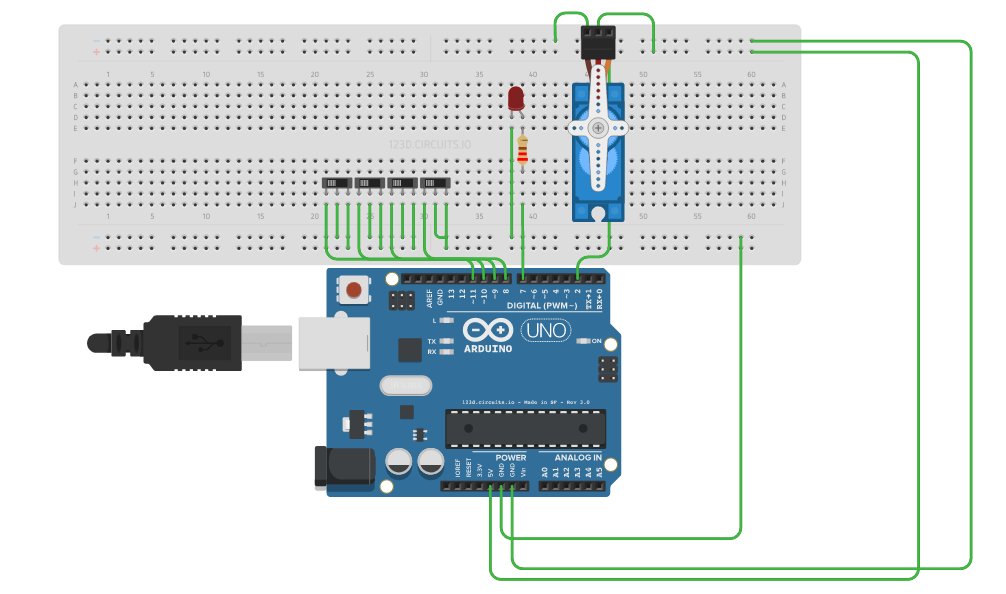 1 5 10 15 20 25 30 35 40 45 50 55 60
A A
B B
C C
D D
E E
123D.CIRCUITS.IO
F F
G G
H H
I I
J J
1 5 10 15 20 25 30 35 40 45 50 55 60
AREF
GND
13
12
~11
~10
~9
8
7
~6
~5
4
~3
2
TX→1
RX←0
DIGITAL (PWM~)
L
TX
RX
ARDUINO
UNO
ON
123d.circuits.io - Made in SF - Rev 2.0
POWER
ANALOG IN
IOREF
RESET
3.3V
5V
GND
GND
Vin
A0
A1
A2
A3
A4
A5